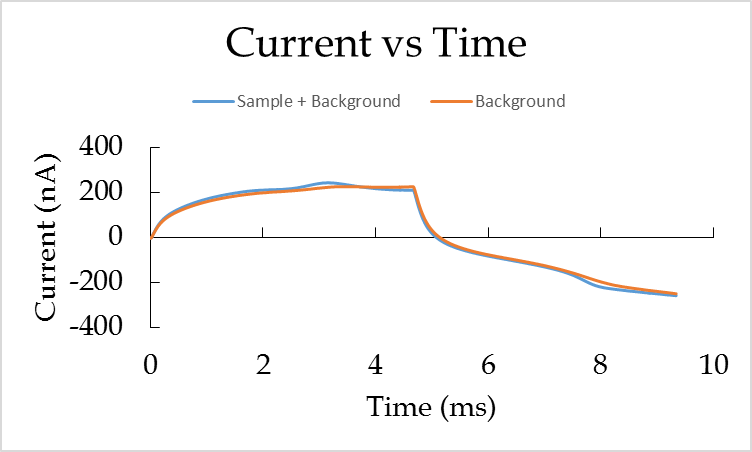 Current vs Time
Sample + Background
Background
Current (nA)
400
200
0
-200
-400
0 2 4 6 8 10
Time (ms)